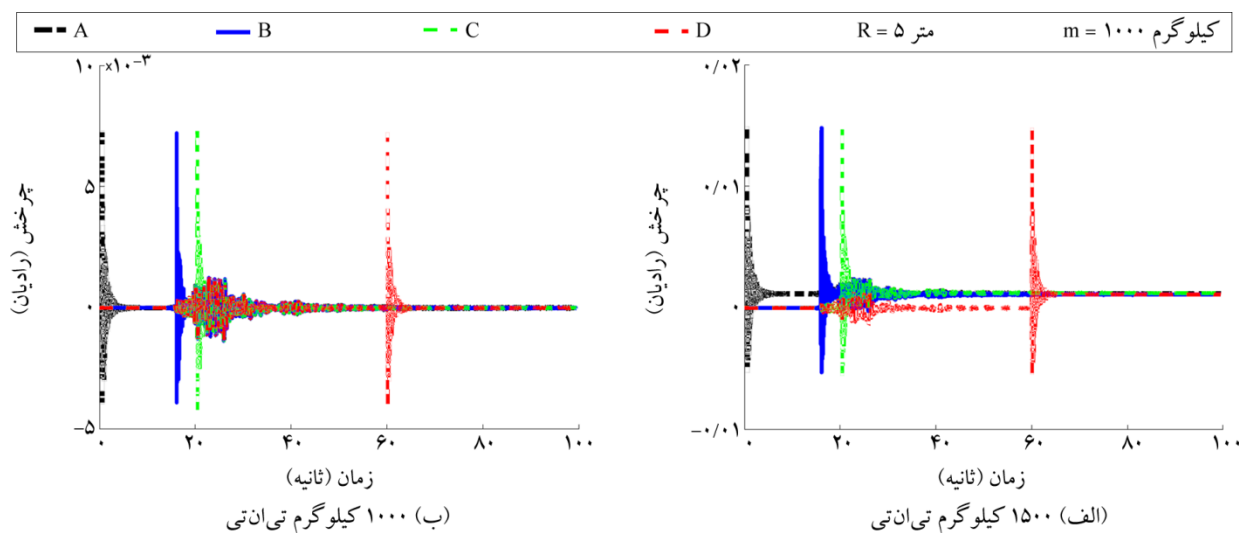 A B C D R = ۵ متر m = ۱۰۰۰ کیلوگرم
۱۰ ×۱۰⁻³
۵
۰
-۵
۰ ۲۰ ۴۰ ۶۰ ۸۰ ۱۰۰
چرخش (رادیان)
زمان (ثانیه)
(ب) ۱۰۰۰ کیلوگرم تی‌ان‌تی
۰/۰۲
۰/۰۱
۰
-۰/۰۱
۰ ۲۰ ۴۰ ۶۰ ۸۰ ۱۰۰
چرخش (رادیان)
زمان (ثانیه)
(الف) ۱۵۰۰ کیلوگرم تی‌ان‌تی